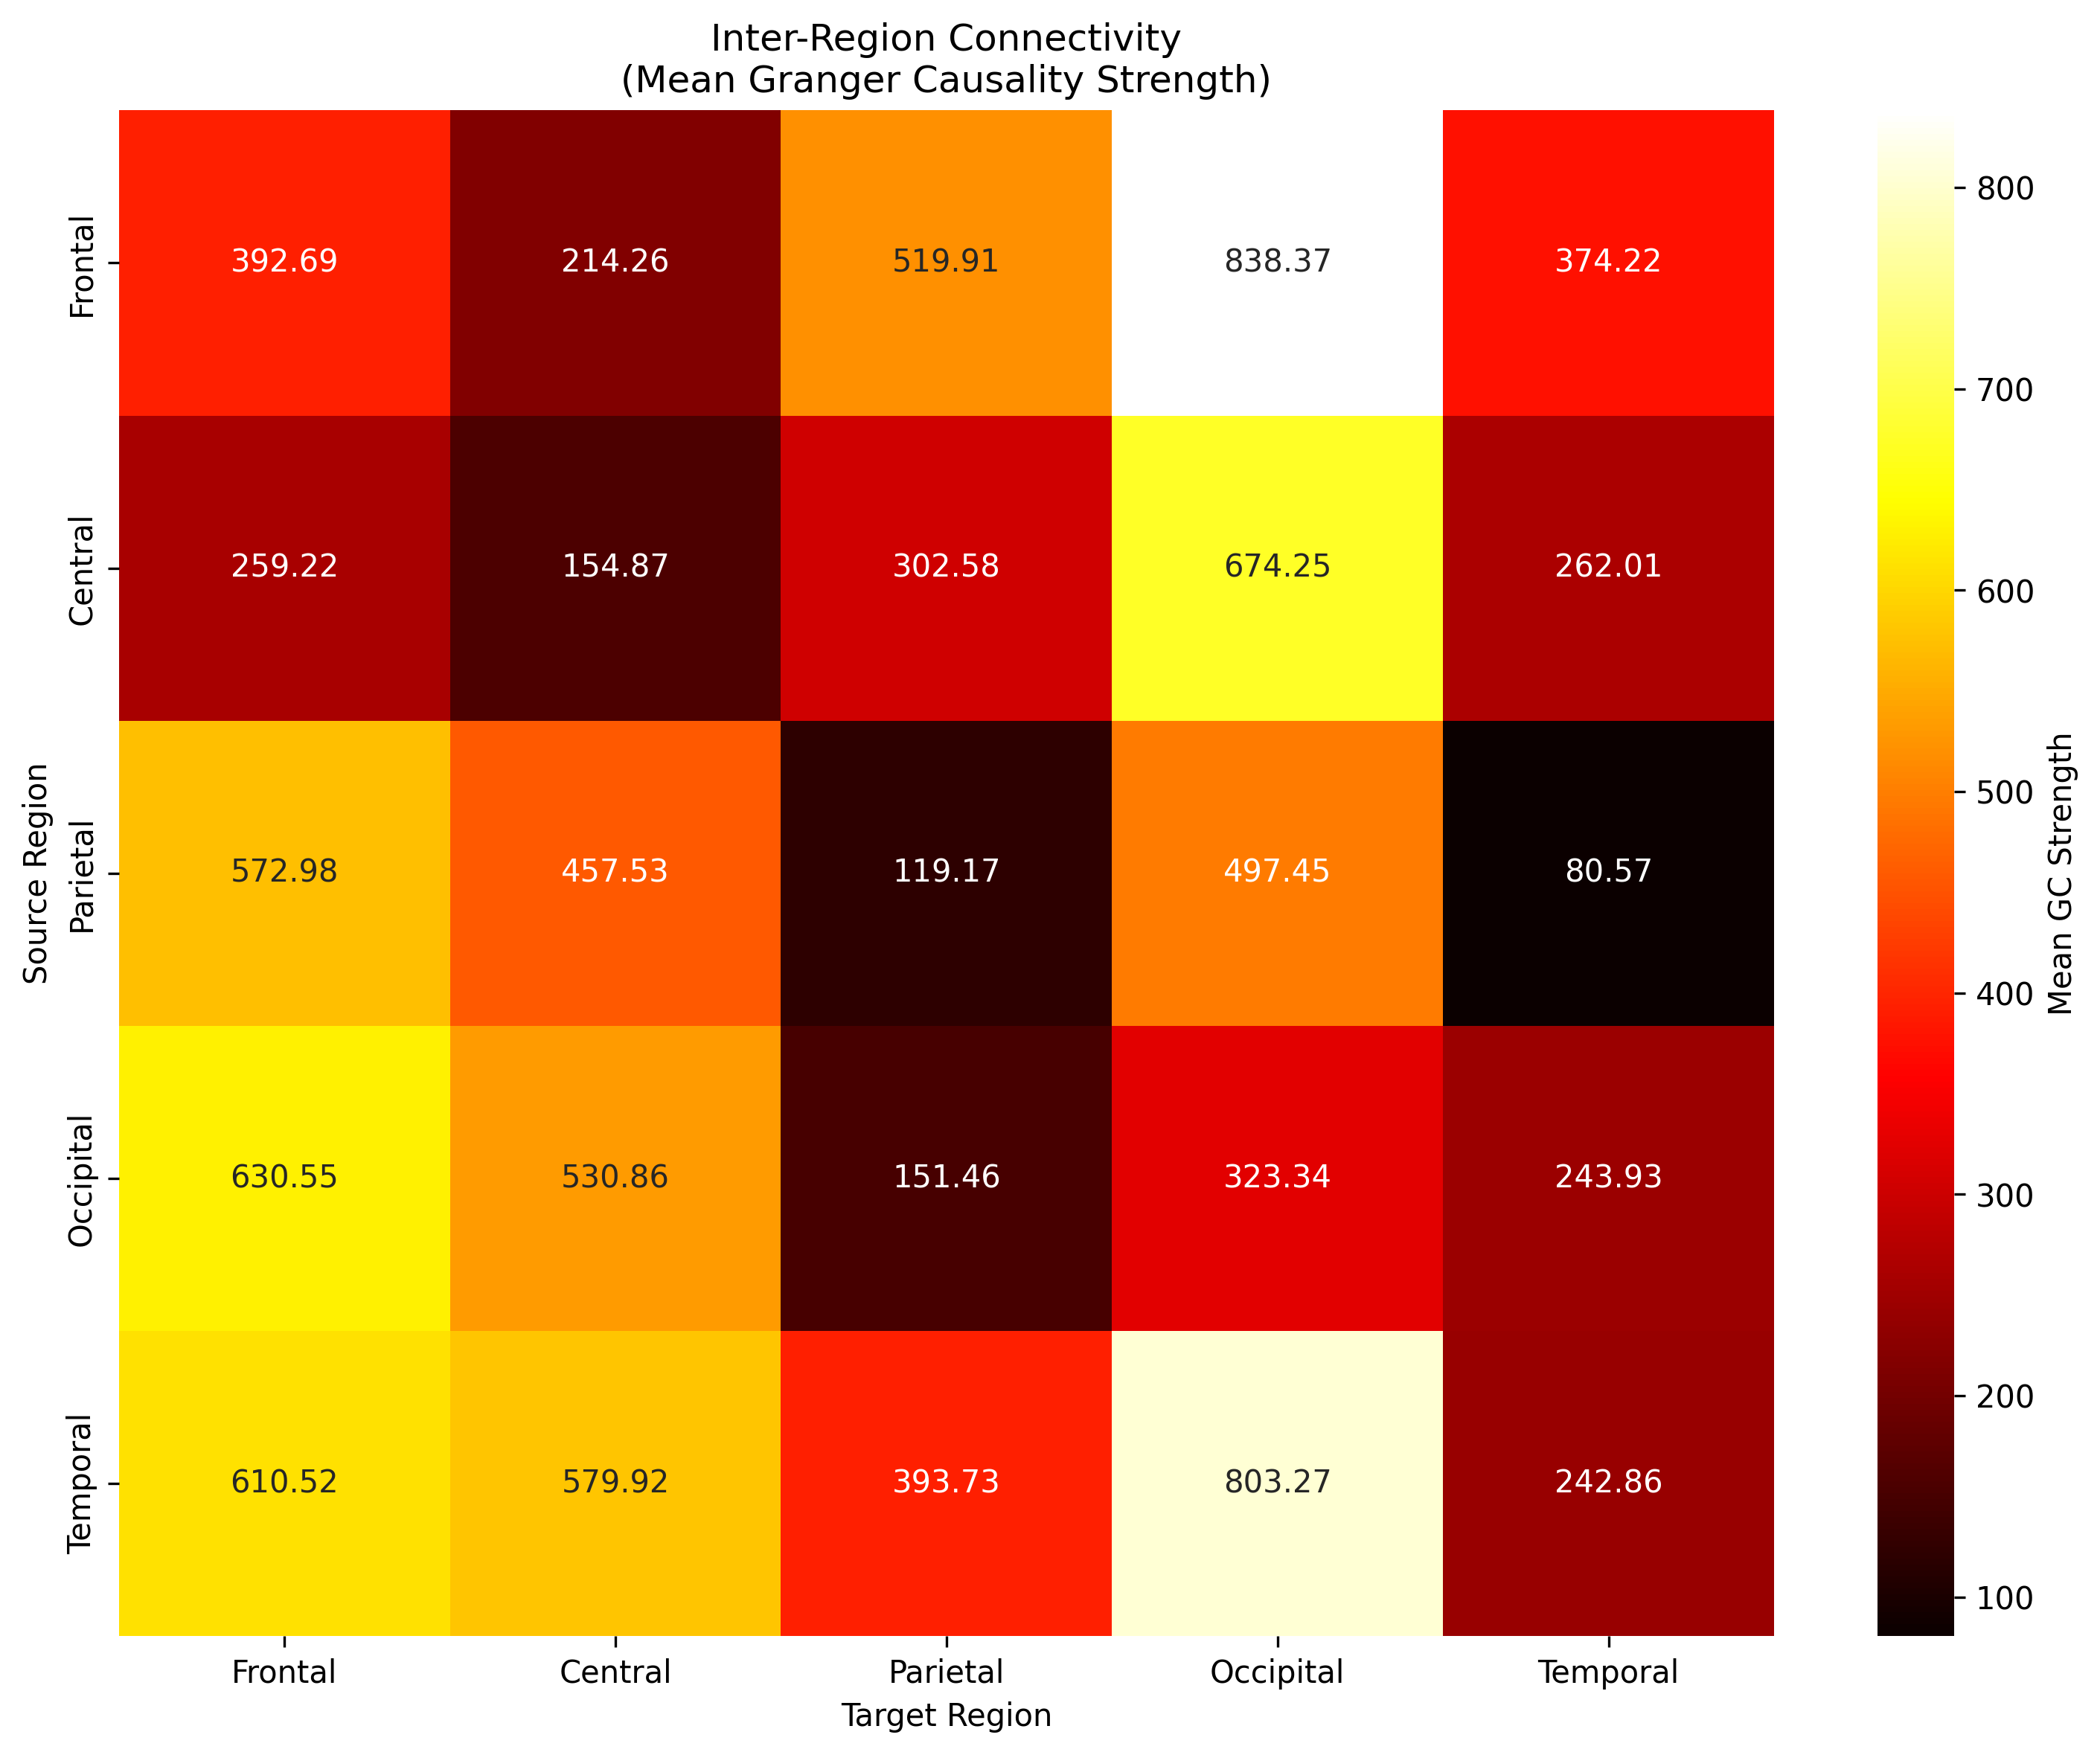 Inter-Region Connectivity
(Mean Granger Causality Strength)
Source Region
Frontal
392.69 214.26 519.91 838.37 374.22
Central
259.22 154.87 302.58 674.25 262.01
Parietal
572.98 457.53 119.17 497.45 80.57
Occipital
630.55 530.86 151.46 323.34 243.93
Temporal
610.52 579.92 393.73 803.27 242.86
Frontal Central Parietal Occipital Temporal
Target Region
800
700
600
500
400
300
200
100
Mean GC Strength